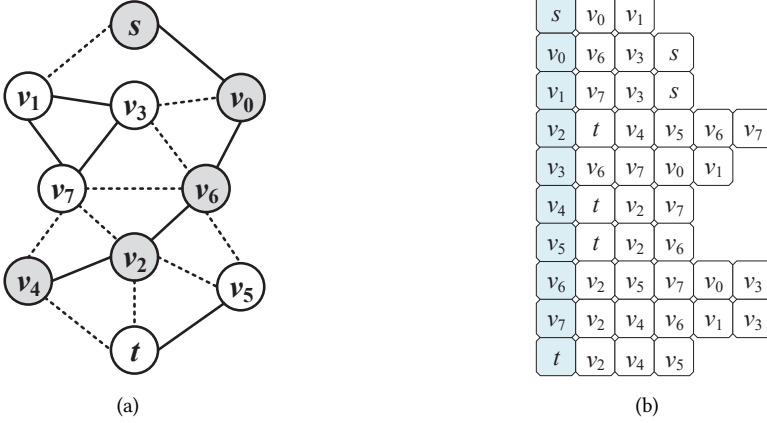 s
v1 v3 v0
v7 v6
v4 v2 v5
t
(a)
s v0 v1
v0 v6 v3 s
v1 v7 v3 s
v2 t v4 v5 v6 v7
v3 v6 v7 v0 v1
v4 t v2 v7
v5 t v2 v6
v6 v2 v5 v7 v0 v3
v7 v2 v4 v6 v1 v3
t v2 v4 v5
(b)